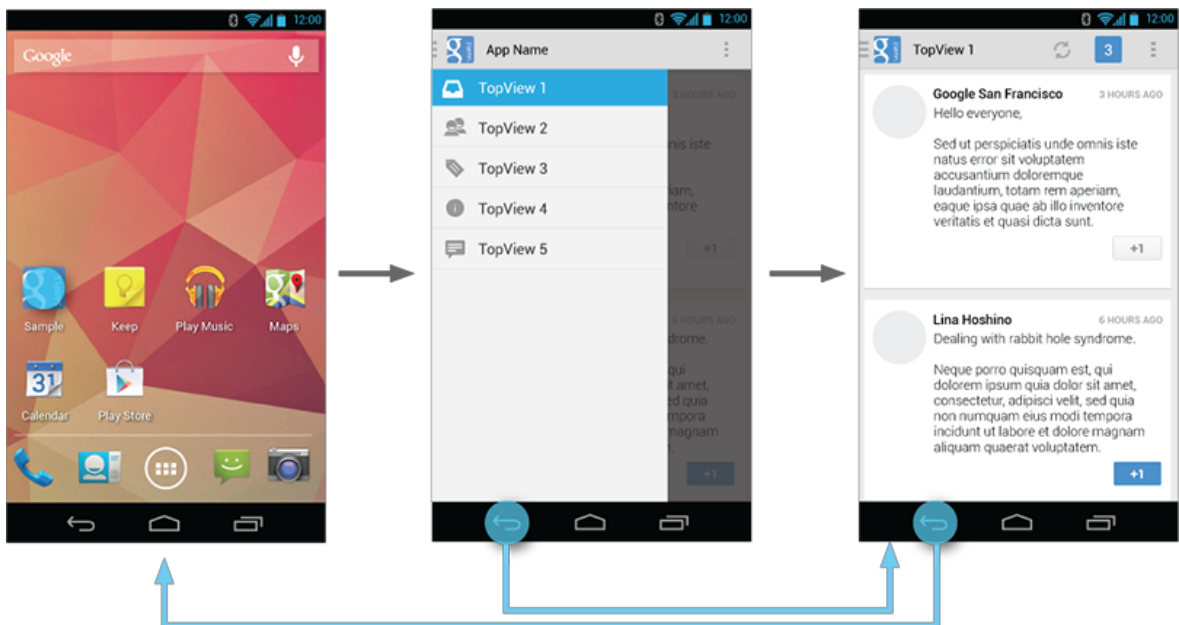 12:00
Google
Sample
Keep
Play Music
Maps
31
Calendar
Play Store
12:00
App Name
TopView 1
TopView 2
TopView 3
TopView 4
TopView 5
3 HOURS AGO
nis iste
iam,
ntore
+1
6 HOURS AGO
drome.
qui
it amet,
ed quia
mpora
magnam
+1
12:00
TopView 1
3
Google San Francisco
3 HOURS AGO
Hello everyone,
Sed ut perspiciatis unde omnis iste
natus error sit voluptatem
accusantium doloremque
laudantium, totam rem aperiam,
eaque ipsa quae ab illo inventore
veritatis et quasi dicta sunt.
+1
Lina Hoshino
6 HOURS AGO
Dealing with rabbit hole syndrome.
Neque porro quisquam est, qui
dolorem ipsum quia dolor sit amet,
consectetur, adipisci velit, sed quia
non numquam eius modi tempora
incidunt ut labore et dolore magnam
aliquam quaerat voluptatem.
+1